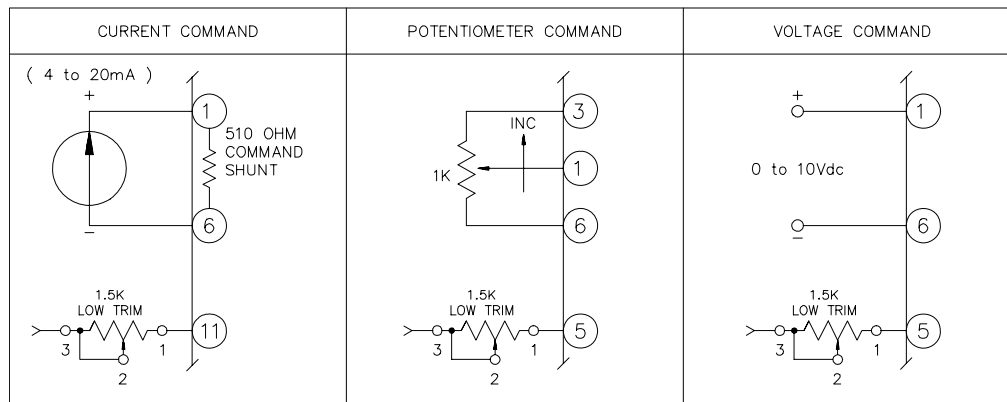 CURRENT COMMAND
( 4 to 20mA )
+
1
510 OHM
COMMAND
SHUNT
6
–
1.5K
LOW TRIM
3
1
2
11
POTENTIOMETER COMMAND
3
INC
1K
1
6
1.5K
LOW TRIM
3
1
2
5
VOLTAGE COMMAND
+
1
0 to 10Vdc
6
–
1.5K
LOW TRIM
3
1
2
5